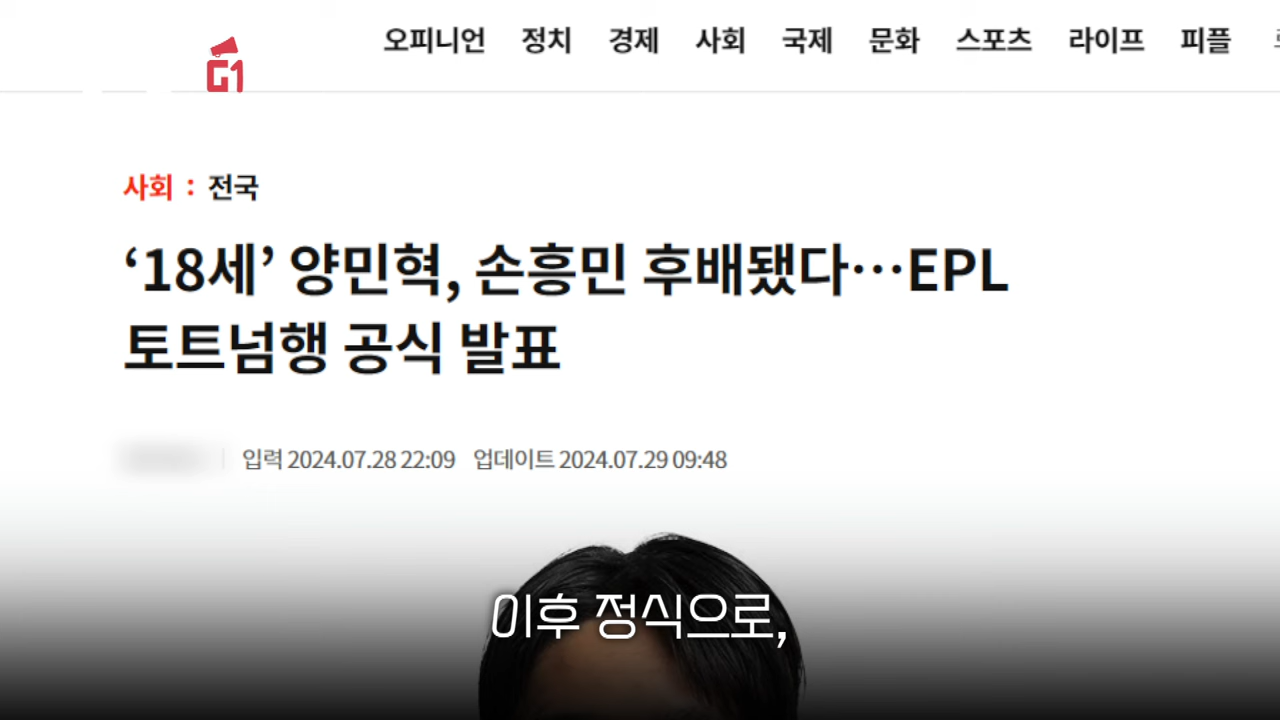 G1
오피니언 정치 경제 사회 국제 문화 스포츠 라이프 피플
사회 : 전국
‘18세’ 양민혁, 손흥민 후배됐다…EPL
토트넘행 공식 발표
입력 2024.07.28 22:09 업데이트 2024.07.29 09:48
이후 정식으로,